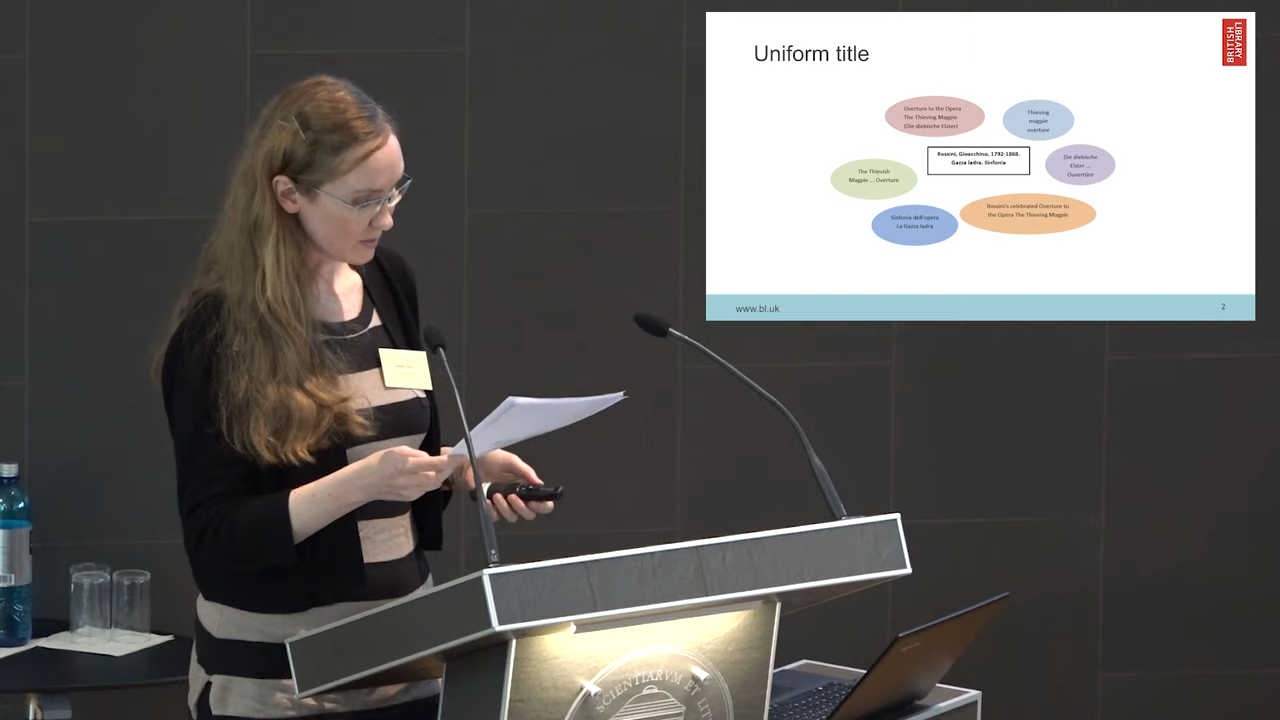 Uniform title
BRITISH
LIBRARY
Overture to the Opera
The Thieving Magpie
(Die diebische Elster)
Thieving
magpie
overture
Rossini, Gioacchino, 1792-1868.
Gazza ladra. Sinfonia
Die diebische
Elster ...
Ouvertüre
The Thievish
Magpie ... Overture
Rossini's celebrated Overture to
the Opera The Thieving Magpie
Sinfonia dell'opera
La Gazza ladra
www.bl.uk
2
SCIENTIARVM ET